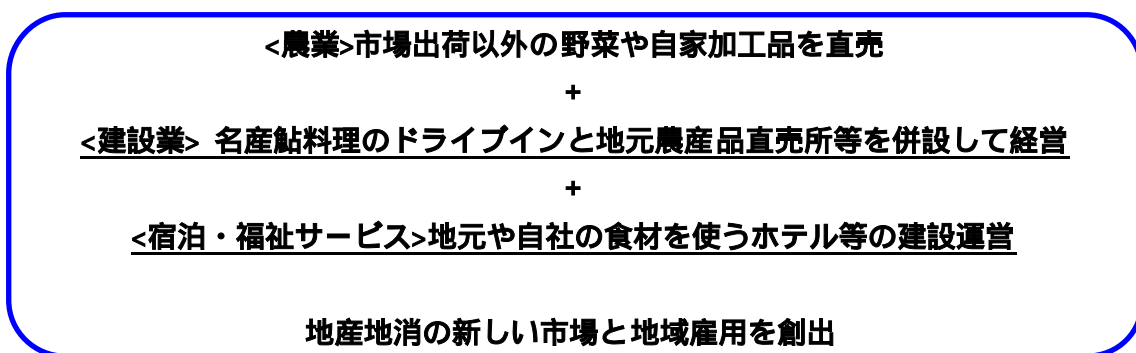 <農業>市場出荷以外の野菜や自家加工品を直売
+
<建設業> 名産鮎料理のドライブインと地元農産品直売所等を併設して経営
+
<宿泊・福祉サービス>地元や自社の食材を使うホテル等の建設運営
地産地消の新しい市場と地域雇用を創出